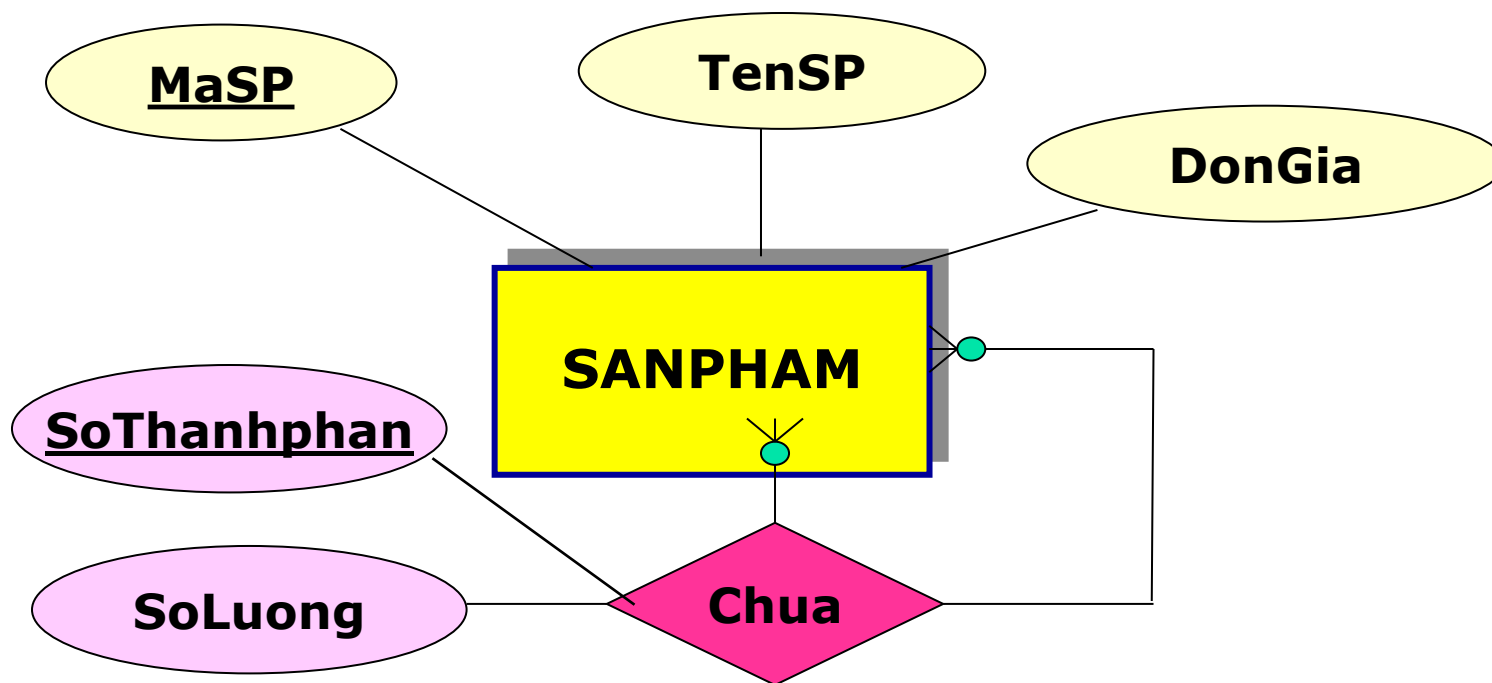 MaSP
TenSP
DonGia
SANPHAM
SoThanhphan
SoLuong
Chua